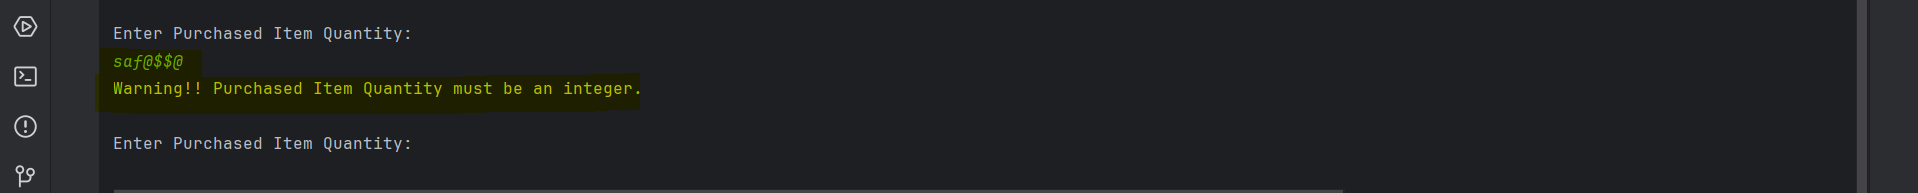 Enter Purchased Item Quantity:
saf@$$@
Warning!! Purchased Item Quantity must be an integer.
Enter Purchased Item Quantity: